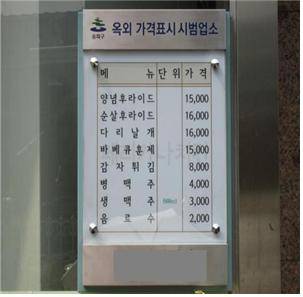 송파구
옥외 가격표시시범업소
메 뉴 단위 가격
양념후라이드 15,000
순살후라이드 16,000
다리날개 16,000
바베큐훈제 15,000
감자튀김 8,000
병맥주 4,000
생맥주 3,000
음료수 2,000